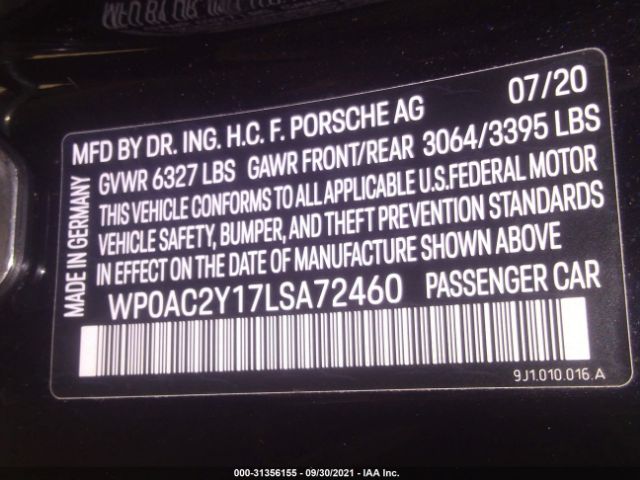 MFD BY DR. ING. H.C. F. PORSCHE AG 07/20
GVWR 6327 LBS GAWR FRONT/REAR 3064/3395 LBS
THIS VEHICLE CONFORMS TO ALL APPLICABLE U.S.FEDERAL MOTOR
VEHICLE SAFETY, BUMPER, AND THEFT PREVENTION STANDARDS
IN EFFECT ON THE DATE OF MANUFACTURE SHOWN ABOVE
WP0AC2Y17LSA72460 PASSENGER CAR
MADE IN GERMANY
9J1.010.016.A
000-31356155 - 09/30/2021 - IAA Inc.